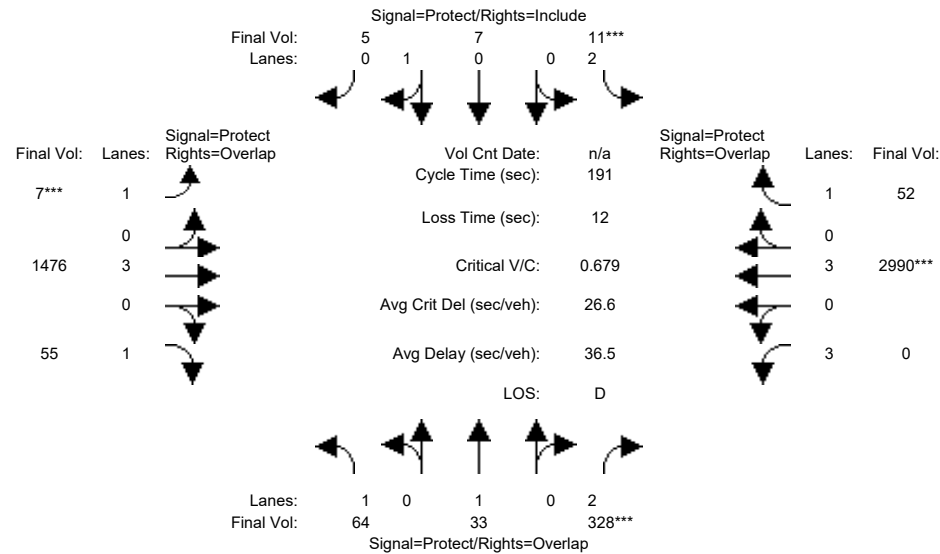 Signal=Protect/Rights=Include
Final Vol: 5 7 11***
Lanes: 0 1 0 0 2
Signal=Protect Signal=Protect
Final Vol: Lanes: Rights=Overlap Vol Cnt Date: n/a Rights=Overlap Lanes: Final Vol:
Cycle Time (sec): 191
7*** 1 1 52
Loss Time (sec): 12
0 0
1476 3 Critical V/C: 0.679 3 2990***
0 Avg Crit Del (sec/veh): 26.6 0
55 1 Avg Delay (sec/veh): 36.5 3 0
LOS: D
Lanes: 1 0 1 0 2
Final Vol: 64 33 328***
Signal=Protect/Rights=Overlap